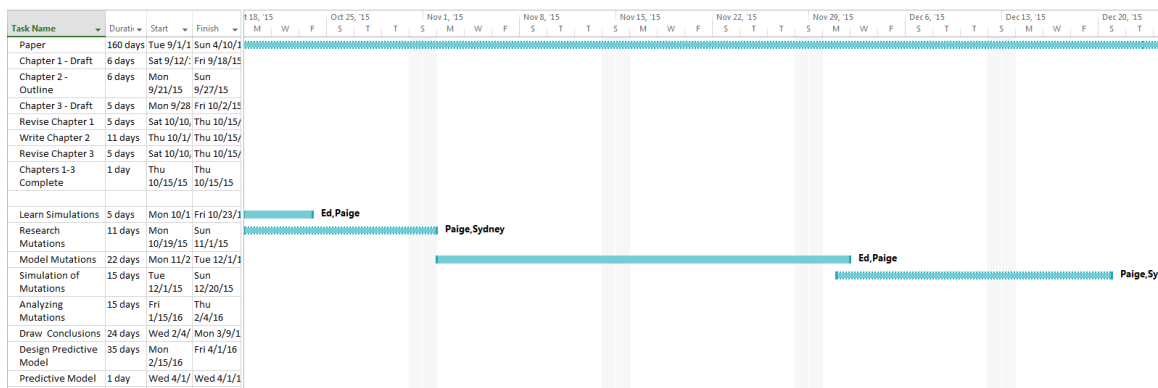 t 18, '15 Oct 25, '15 Nov 1, '15 Nov 8, '15 Nov 15, '15 Nov 22, '15 Nov 29, '15 Dec 6, '15 Dec 13, '15 Dec 20, '15
Task Name Durati Start Finish M W F S T T S M W F S T T S M W F S T T S M W F S T T S M W F S T
Paper 160 days Tue 9/1/1 Sun 4/10/1
Chapter 1 - Draft 6 days Sat 9/12/ Fri 9/18/15
Chapter 2 - 6 days Mon Sun
Outline 9/21/15 9/27/15
Chapter 3 - Draft 5 days Mon 9/28 Fri 10/2/15
Revise Chapter 1 5 days Sat 10/10, Thu 10/15/
Write Chapter 2 11 days Thu 10/1/ Thu 10/15/
Revise Chapter 3 5 days Sat 10/10, Thu 10/15/
Chapters 1-3 1 day Thu Thu
Complete 10/15/15 10/15/15
Learn Simulations 5 days Mon 10/1 Fri 10/23/1 Ed,Paige
Research 11 days Mon Sun Paige,Sydney
Mutations 10/19/15 11/1/15
Model Mutations 22 days Mon 11/2 Tue 12/1/1 Ed,Paige
Simulation of 15 days Tue Sun Paige,Sy
Mutations 12/1/15 12/20/15
Analyzing 15 days Fri Thu
Mutations 1/15/16 2/4/16
Draw Conclusions 24 days Wed 2/4/ Mon 3/9/1
Design Predictive 35 days Mon Fri 4/1/16
Model 2/15/16
Predictive Model 1 day Wed 4/1/ Wed 4/1/1